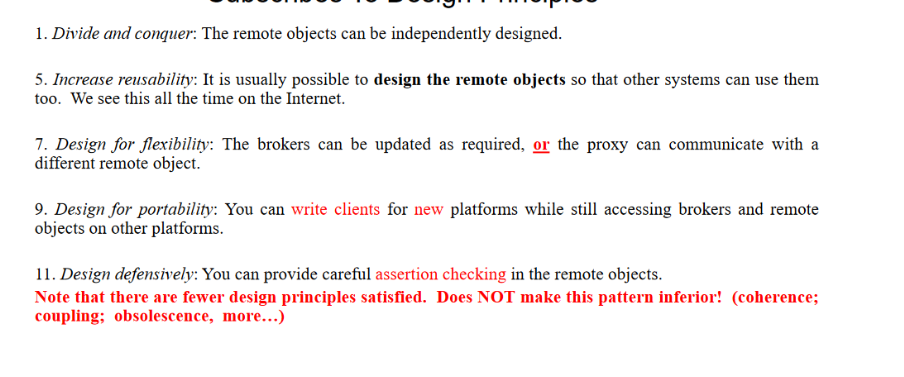 Subscribes To Design Principles
1. Divide and conquer: The remote objects can be independently designed.
5. Increase reusability: It is usually possible to design the remote objects so that other systems can use them
too.  We see this all the time on the Internet.
7. Design for flexibility: The brokers can be updated as required, or the proxy can communicate with a
different remote object.
9. Design for portability: You can write clients for new platforms while still accessing brokers and remote
objects on other platforms.
11. Design defensively: You can provide careful assertion checking in the remote objects.
Note that there are fewer design principles satisfied.  Does NOT make this pattern inferior!  (coherence;
coupling;  obsolescence,  more…)